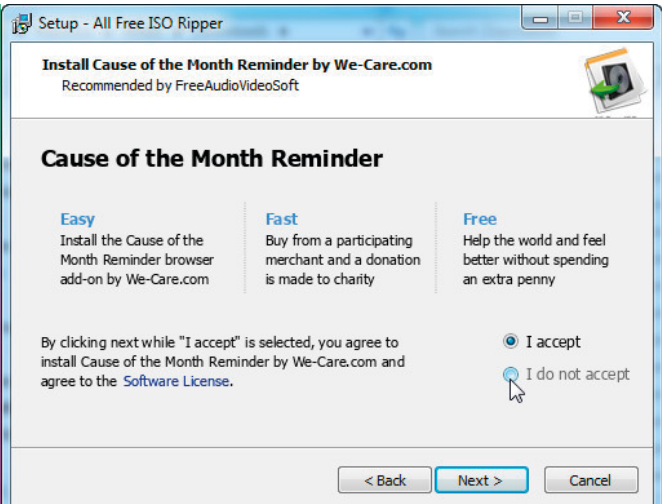 Setup - All Free ISO Ripper
Install Cause of the Month Reminder by We-Care.com
Recommended by FreeAudioVideoSoft
Cause of the Month Reminder
Easy
Install the Cause of the
Month Reminder browser
add-on by We-Care.com
Fast
Buy from a participating
merchant and a donation
is made to charity
Free
Help the world and feel
better without spending
an extra penny
By clicking next while "I accept" is selected, you agree to
install Cause of the Month Reminder by We-Care.com and
agree to the Software License.
I accept
I do not accept
< Back
Next >
Cancel